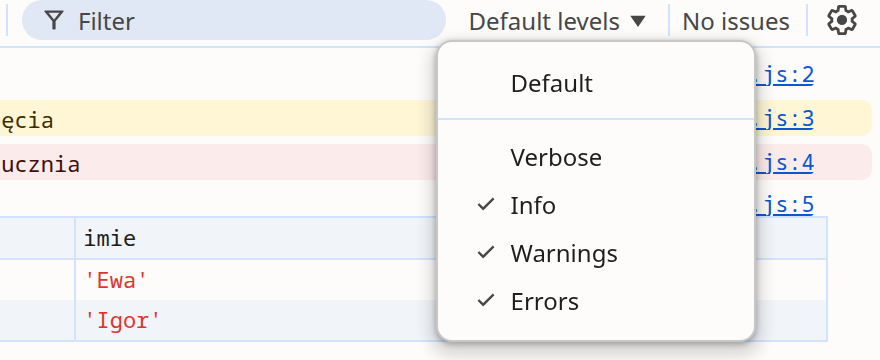 Filter Default levels No issues
Default
.js:2
ęcia .js:3
Verbose
ucznia .js:4
Info .js:5
imie
Warnings
'Ewa'
Errors
'Igor'